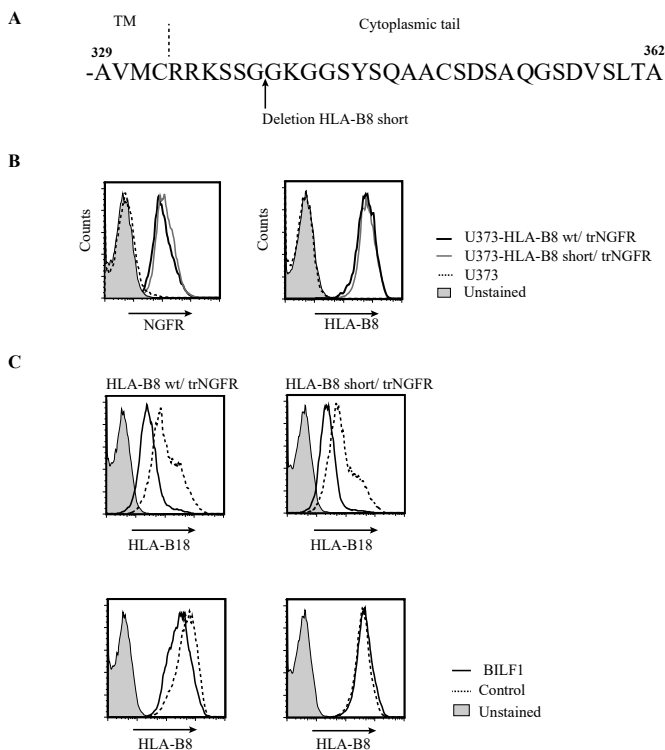 A
TM
Cytoplasmic tail
329
362
-AVMCRRKSSGGKGGSYSQAACSDSAQGSDVSLTA
Deletion HLA-B8 short
B
Counts
NGFR
Counts
HLA-B8
U373-HLA-B8 wt/ trNGFR
U373-HLA-B8 short/ trNGFR
U373
Unstained
C
HLA-B8 wt/ trNGFR
HLA-B8 short/ trNGFR
HLA-B18
HLA-B18
HLA-B8
HLA-B8
BILF1
Control
Unstained